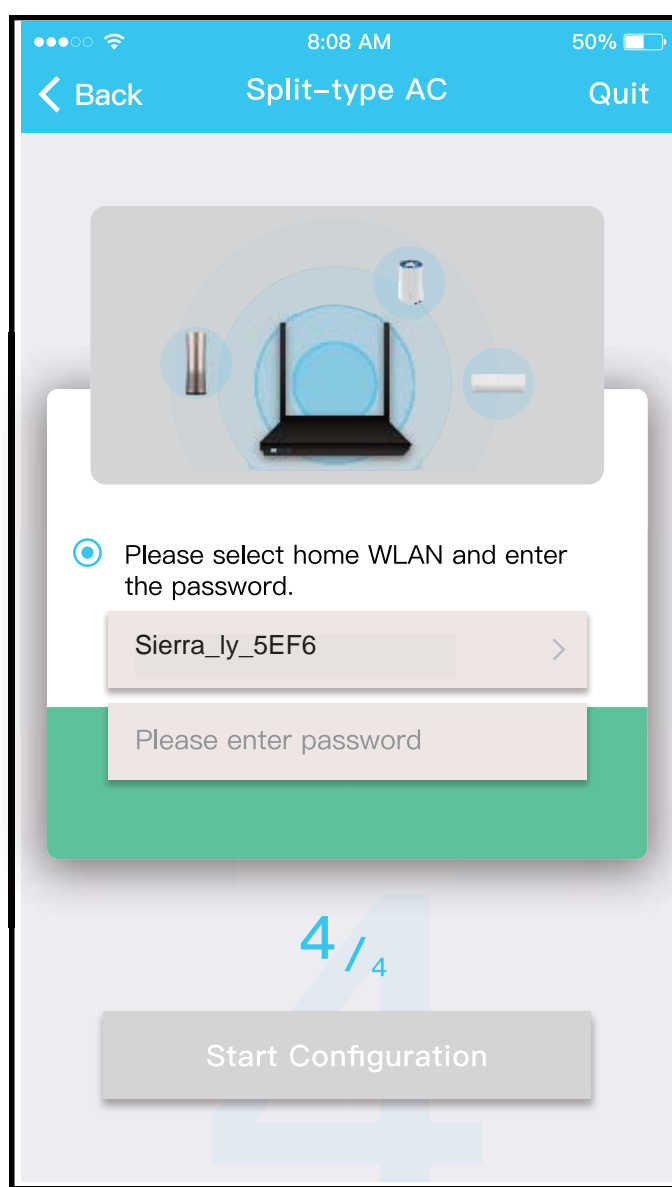 8:08 AM
50%
Back
Split-type AC
Quit
Please select home WLAN and enter
the password.
Sierra_ly_5EF6
Please enter password
4/4
Start Configuration
4